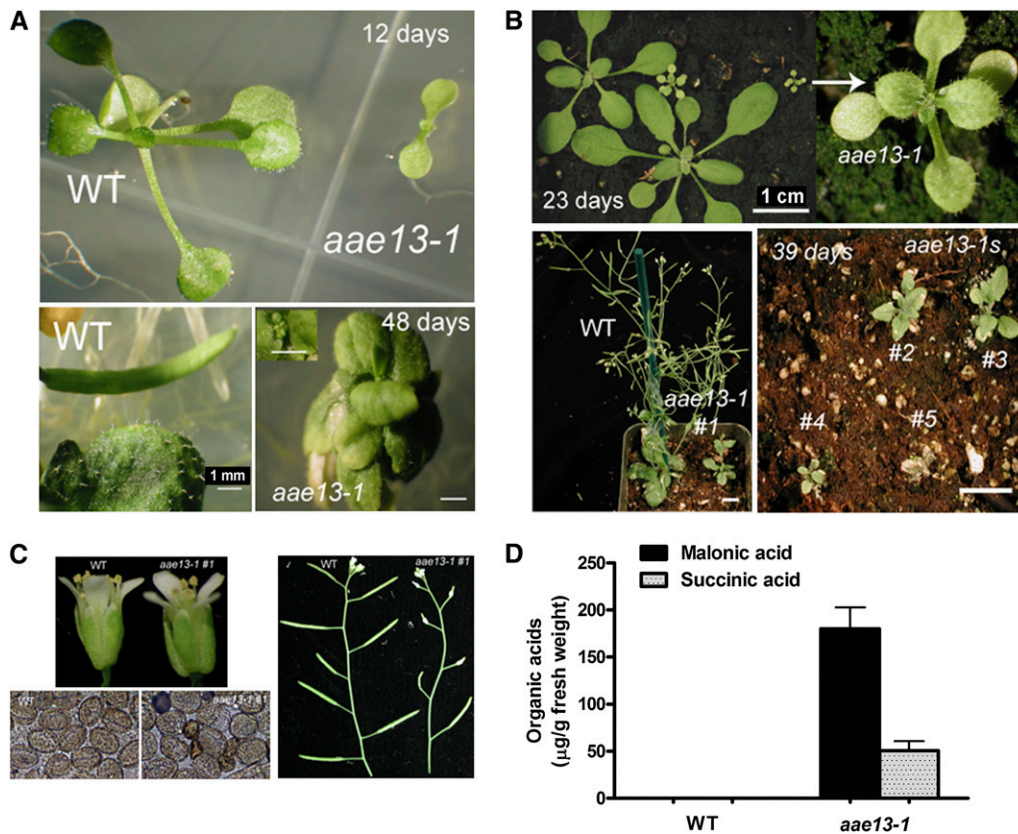 A
12 days
WT
aae13-1
WT
1 mm
48 days
aae13-1
B
23 days
1 cm
aae13-1
WT
aae13-1
#1
39 days
aae13-1s
#2
#3
#4
#5
C
WT
aae13-1 #1
WT
aae13-1 #1
WT
aae13-1 #1
D
Malonic acid
Succinic acid
Organic acids
(µg/g fresh weight)
250
200
150
100
50
0
WT
aae13-1